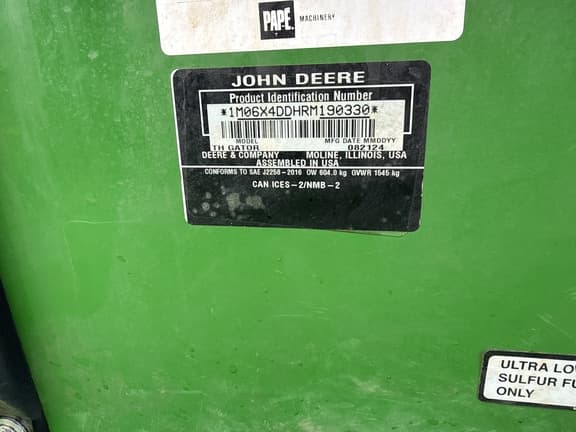 PAPE MACHINERY
JOHN DEERE
Product Identification Number
*1M06X4DDHRM190330*
MODEL MFG DATE MMDDYY
TH GATOR 082124
DEERE & COMPANY MOLINE, ILLINOIS, USA
ASSEMBLED IN USA
CONFORMS TO SAE J2258-2016 OW 604.0 kg GVWR 1545 kg
CAN ICES-2/NMB-2
ULTRA LO
SULFUR FU
ONLY